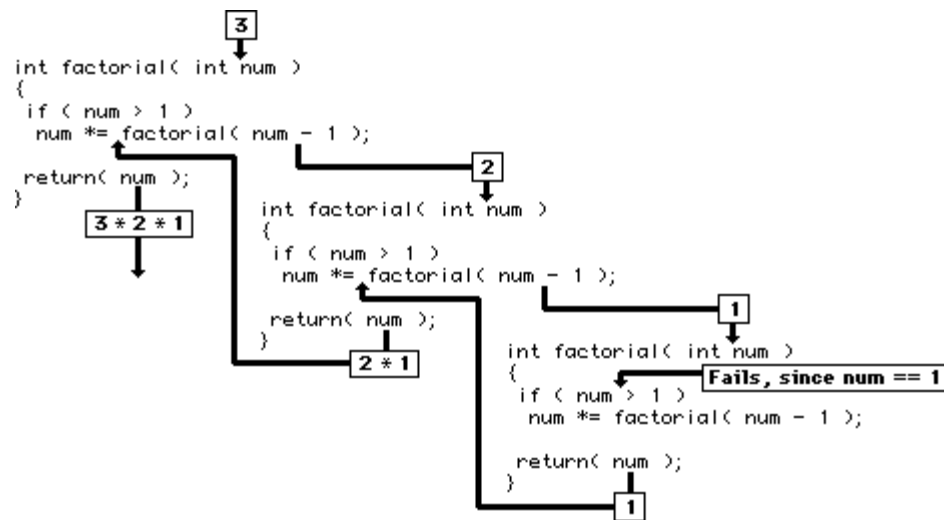 3
int factorial( int num )
{
if ( num > 1 )
num *= factorial( num - 1 );
return( num );
}
3 * 2 * 1
2
int factorial( int num )
{
if ( num > 1 )
num *= factorial( num - 1 );
return( num );
}
2 * 1
1
int factorial( int num )
{
Fails, since num == 1
if ( num > 1 )
num *= factorial( num - 1 );
return( num );
}
1